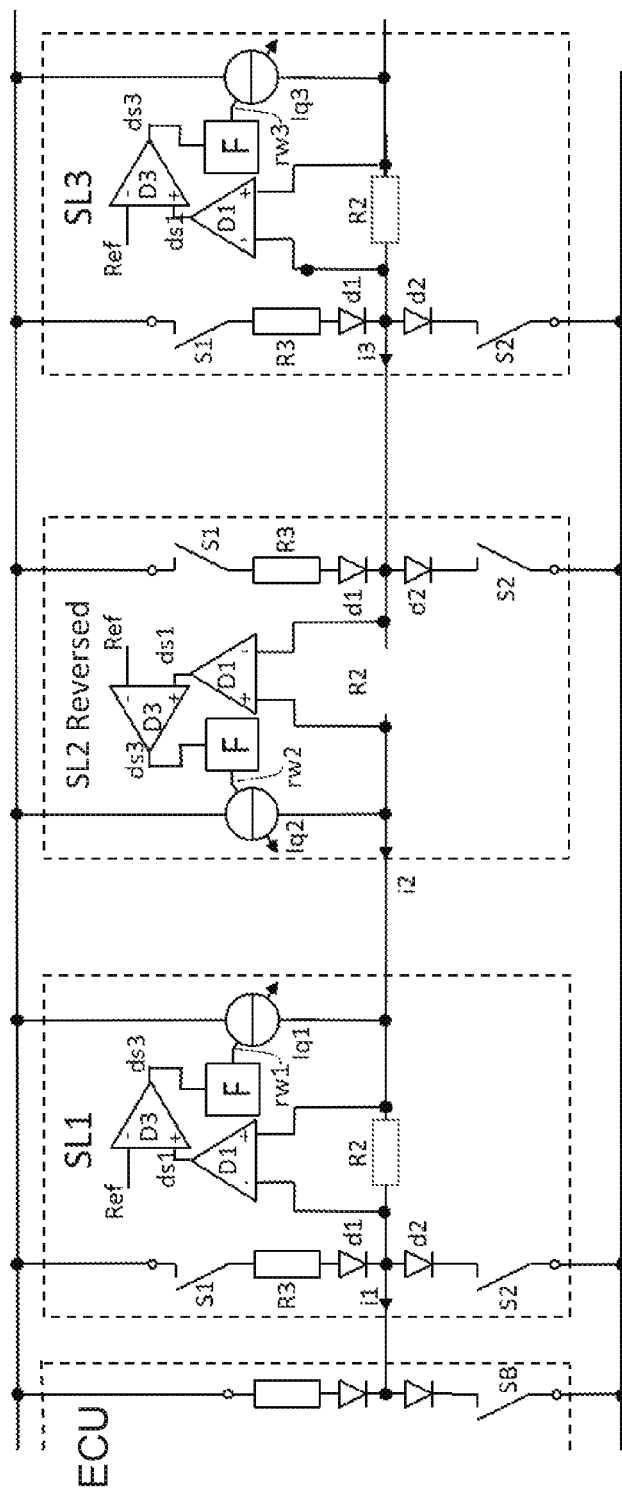 ECU
SB
SL1
Ref
D3
-
+
ds3
ds1
D1
-
+
F
rw1
Iq1
S1
R3
d1
i1
d2
S2
R2
SL2 Reversed
Ref
D3
-
+
ds3
ds1
D1
+
-
F
rw2
Iq2
i2
S1
R3
d1
d2
S2
R2
SL3
Ref
D3
-
+
ds3
ds1
D1
-
+
F
rw3
Iq3
S1
R3
d1
i3
d2
S2
R2